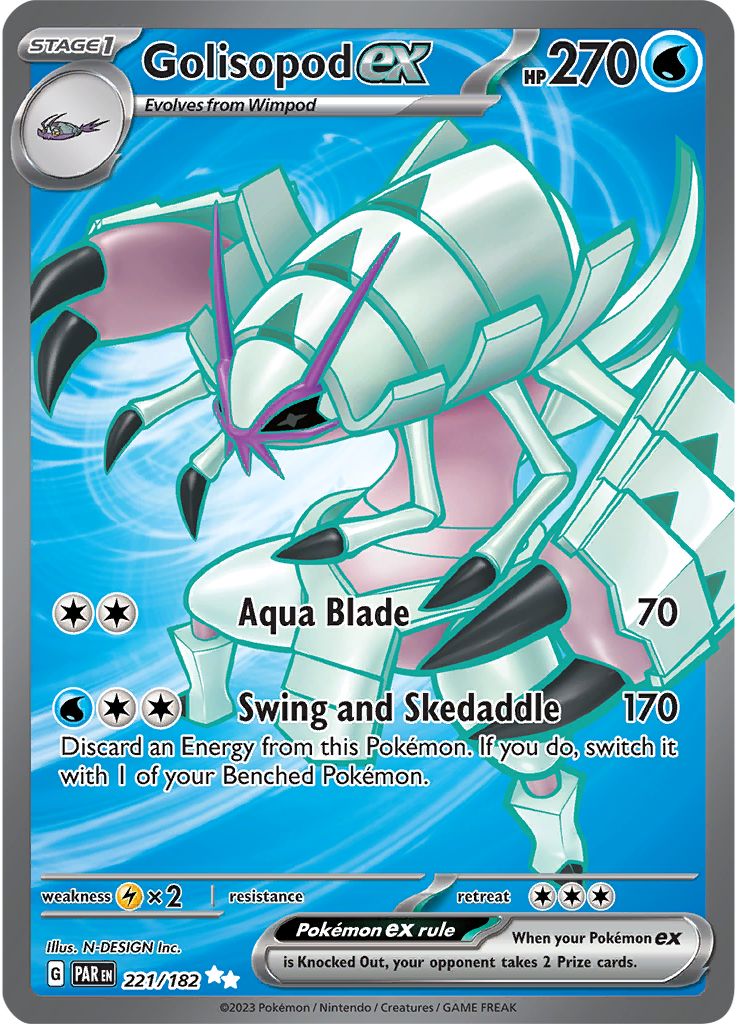 STAGE 1
Golisopod ex
HP 270
Evolves from Wimpod
Aqua Blade 70
Swing and Skedaddle 170
Discard an Energy from this Pokémon. If you do, switch it
with 1 of your Benched Pokémon.
weakness ×2 resistance retreat
Pokémon ex rule
When your Pokémon ex
is Knocked Out, your opponent takes 2 Prize cards.
Illus. N-DESIGN Inc.
G PAR EN 221/182
©2023 Pokémon / Nintendo / Creatures / GAME FREAK